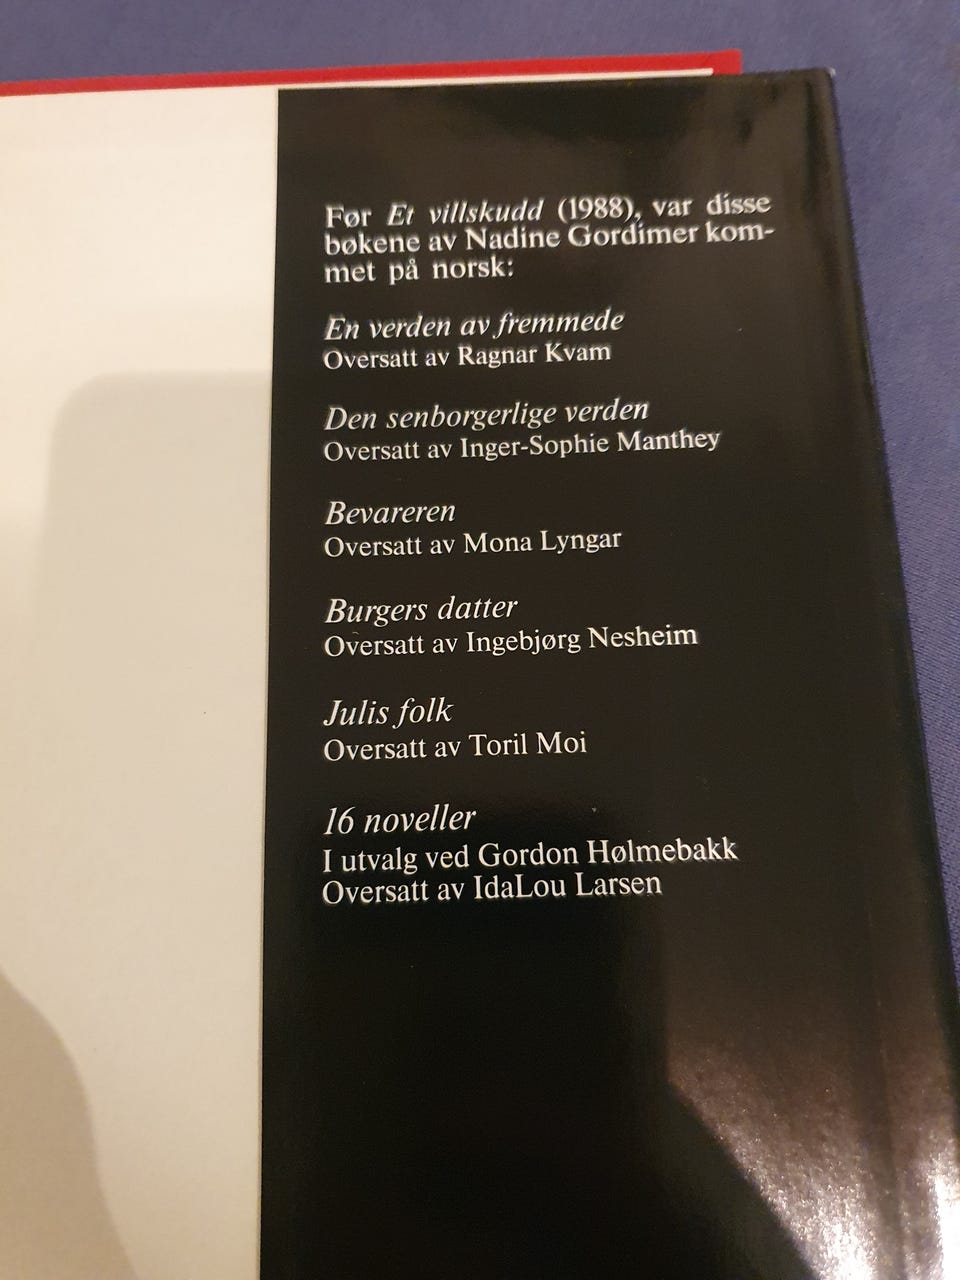 Før Et villskudd (1988), var disse
bøkene av Nadine Gordimer kom-
met på norsk:
En verden av fremmede
Oversatt av Ragnar Kvam
Den senborgerlige verden
Oversatt av Inger-Sophie Manthey
Bevareren
Oversatt av Mona Lyngar
Burgers datter
Oversatt av Ingebjørg Nesheim
Julis folk
Oversatt av Toril Moi
16 noveller
I utvalg ved Gordon Hølmebakk
Oversatt av IdaLou Larsen